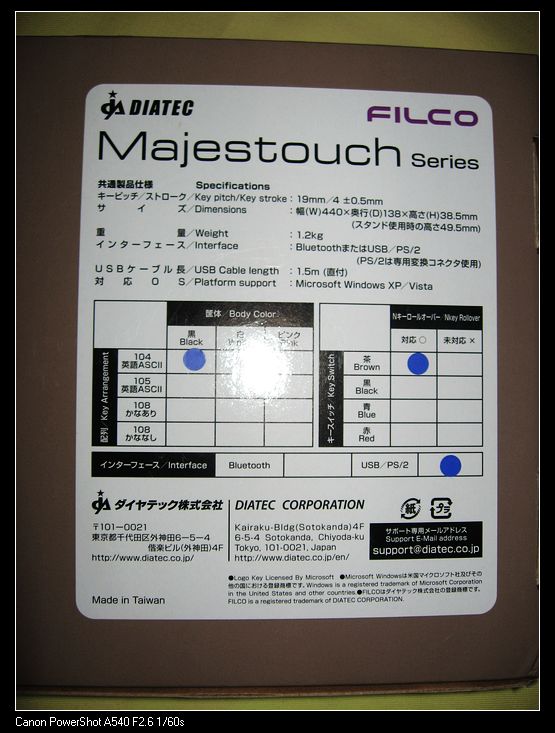 DIATEC
FILCO
Majestouch Series
共通製品仕様 Specifications
キーピッチ／ストローク／Key pitch/Key stroke : 19mm／4 ±0.5mm
サイズ／Dimensions : 幅(W)440×奥行(D)138×高さ(H)38.5mm
(スタンド使用時の高さ49.5mm)
重量／Weight : 1.2kg
インターフェース／Interface : BluetoothまたはUSB／PS/2
(PS/2は専用変換コネクタ使用)
USBケーブル長／USB Cable length : 1.5m (直付)
対応OS／Platform support : Microsoft Windows XP／Vista
筐体／Body Color
黒 白 ピンク
Black
配列／Key Arrangement
104
英語ASCII
105
英語ASCII
108
かなあり
108
かななし
Nキーロールオーバー／Nkey Rollover
対応 ○ 未対応 ×
キースイッチ／Key Switch
茶
Brown
黒
Black
青
Blue
赤
Red
インターフェース／Interface Bluetooth USB／PS/2
ダイヤテック株式会社
〒101ー0021
東京都千代田区外神田6ー5ー4
偕楽ビル(外神田)4F
http://www.diatec.co.jp/
DIATEC CORPORATION
Kairaku-Bldg(Sotokanda)4F
6-5-4 Sotokanda, Chiyoda-ku
Tokyo, 101-0021, Japan
http://www.diatec.co.jp/en/
紙 プラ
サポート専用メールアドレス
Support E-Mail address
support@diatec.co.jp
●Logo Key Licensed By Microsoft ●Microsoft Windowsは米国マイクロソフト社及びその
他の国における登録商標です。Windows is a registered trademark of Microsoft Corporation
in the United States and other countries.●FILCOはダイヤテック株式会社の登録商標です。
FILCO is a registered trademark of DIATEC CORPORATION.
Made in Taiwan
Canon PowerShot A540 F2.6 1/60s